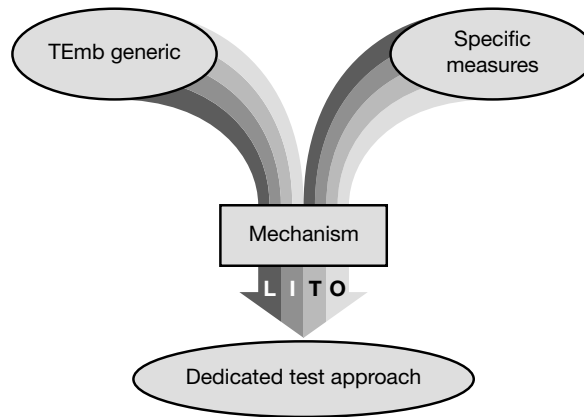 TEmb generic
Specific
measures
Mechanism
L I T O
Dedicated test approach